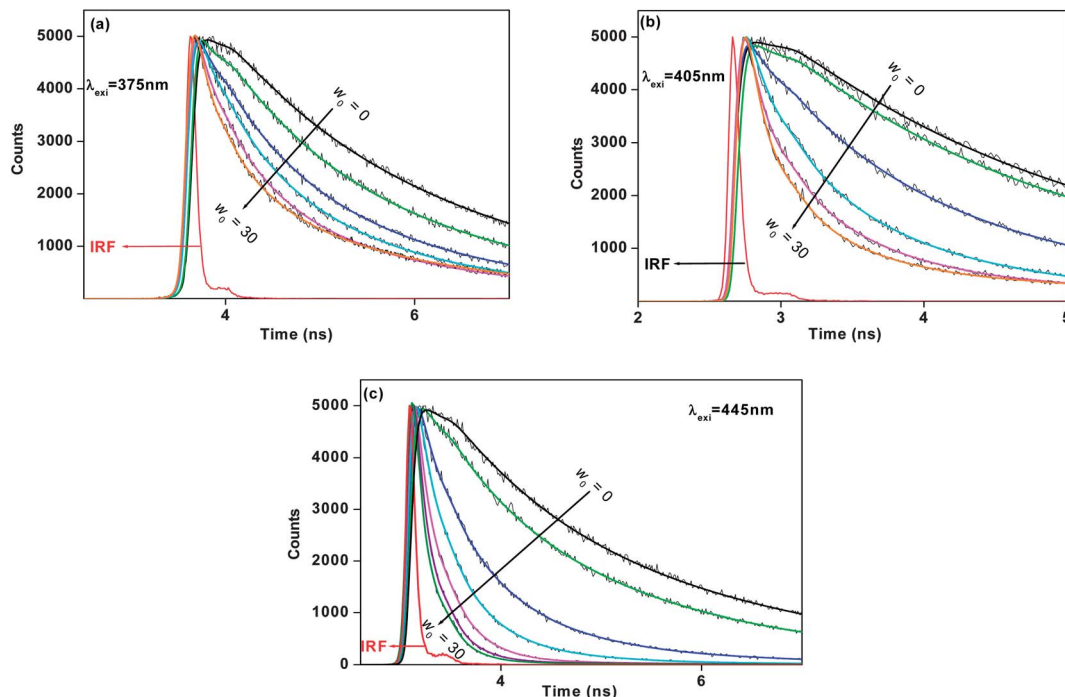 (a)
5000
4000
3000
2000
1000
Counts
λexi=375nm
w0 = 0
w0 = 30
IRF
4
6
Time (ns)
(b)
5000
4000
3000
2000
1000
Counts
λexi=405nm
w0 = 0
w0 = 30
IRF
2
3
4
5
Time (ns)
(c)
5000
4000
3000
2000
1000
0
Counts
λexi=445nm
w0 = 0
w0 = 30
IRF
4
6
Time (ns)